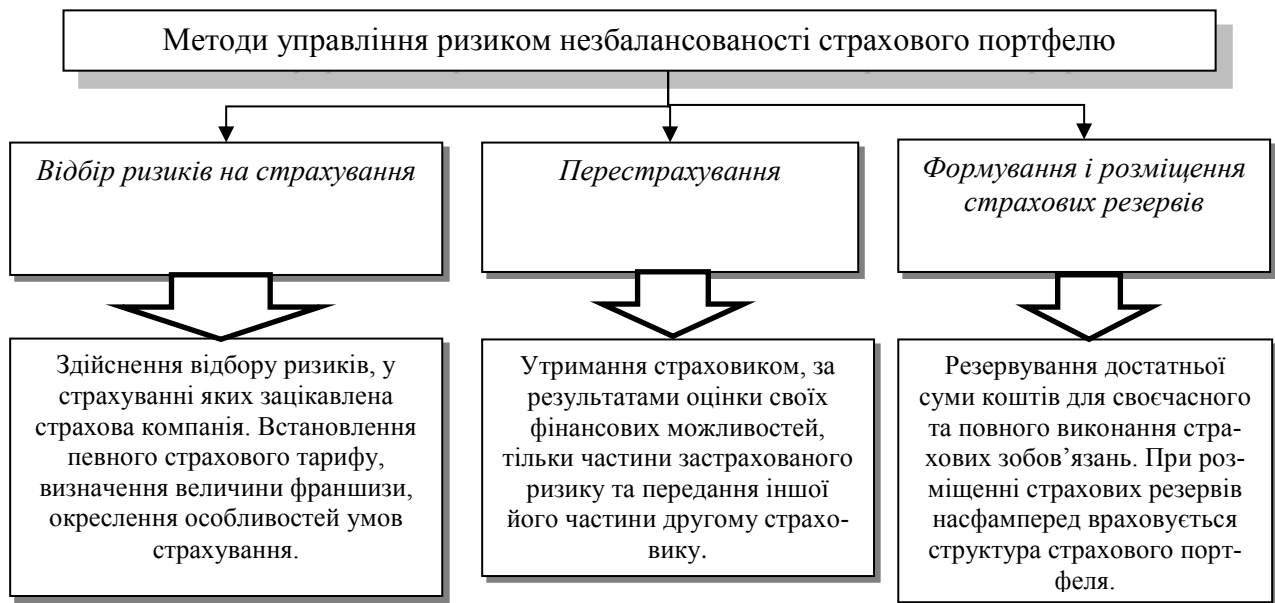 Методи управління ризиком незбалансованості страхового портфелю
Відбір ризиків на страхування
Перестрахування
Формування і розміщення
страхових резервів
Здійснення відбору ризиків, у
страхуванні яких зацікавлена
страхова компанія. Встановлення
певного страхового тарифу,
визначення величини франшизи,
окреслення особливостей умов
страхування.
Утримання страховиком, за
результатами оцінки своїх
фінансових можливостей,
тільки частини застрахованого
ризику та передання іншої
його частини другому страхо-
вику.
Резервування достатньої
суми коштів для своєчасного
та повного виконання стра-
хових зобов’язань. При роз-
міщенні страхових резервів
насфамперед враховується
структура страхового порт-
феля.